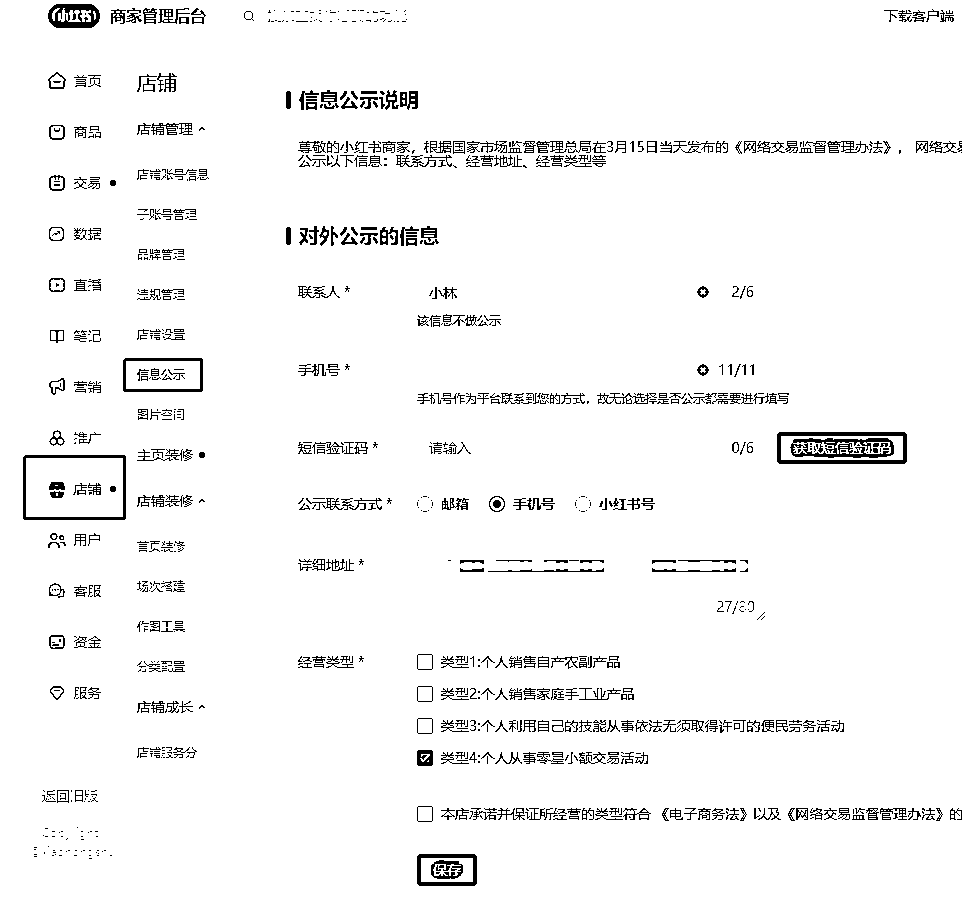 小红书 商家管理后台
下载客户端
首页
商品
交易
数据
直播
笔记
营销
推广
店铺
用户
客服
资金
服务
返回旧版
店铺
店铺管理
店铺账号信息
子账号管理
品牌管理
违规管理
店铺设置
信息公示
图片空间
主页装修
店铺装修
首页装修
场次搭建
作图工具
分类配置
店铺成长
店铺服务分
信息公示说明
尊敬的小红书商家，根据国家市场监督管理总局在3月15日当天发布的《网络交易监督管理办法》，网络交易
公示以下信息：联系方式、经营地址、经营类型等
对外公示的信息
联系人 * 小林 2/6
该信息不做公示
手机号 * 11/11
手机号作为平台联系到您的方式，故无论选择是否公示都需要进行填写
短信验证码 * 请输入 0/6 获取短信验证码
公示联系方式 * 邮箱 手机号 小红书号
详细地址 *
27/80
经营类型 * 类型1:个人销售自产农副产品
类型2:个人销售家庭手工业产品
类型3:个人利用自己的技能从事依法无须取得许可的便民劳务活动
类型4:个人从事零星小额交易活动
本店承诺并保证所经营的类型符合 《电子商务法》以及《网络交易监督管理办法》的
保存